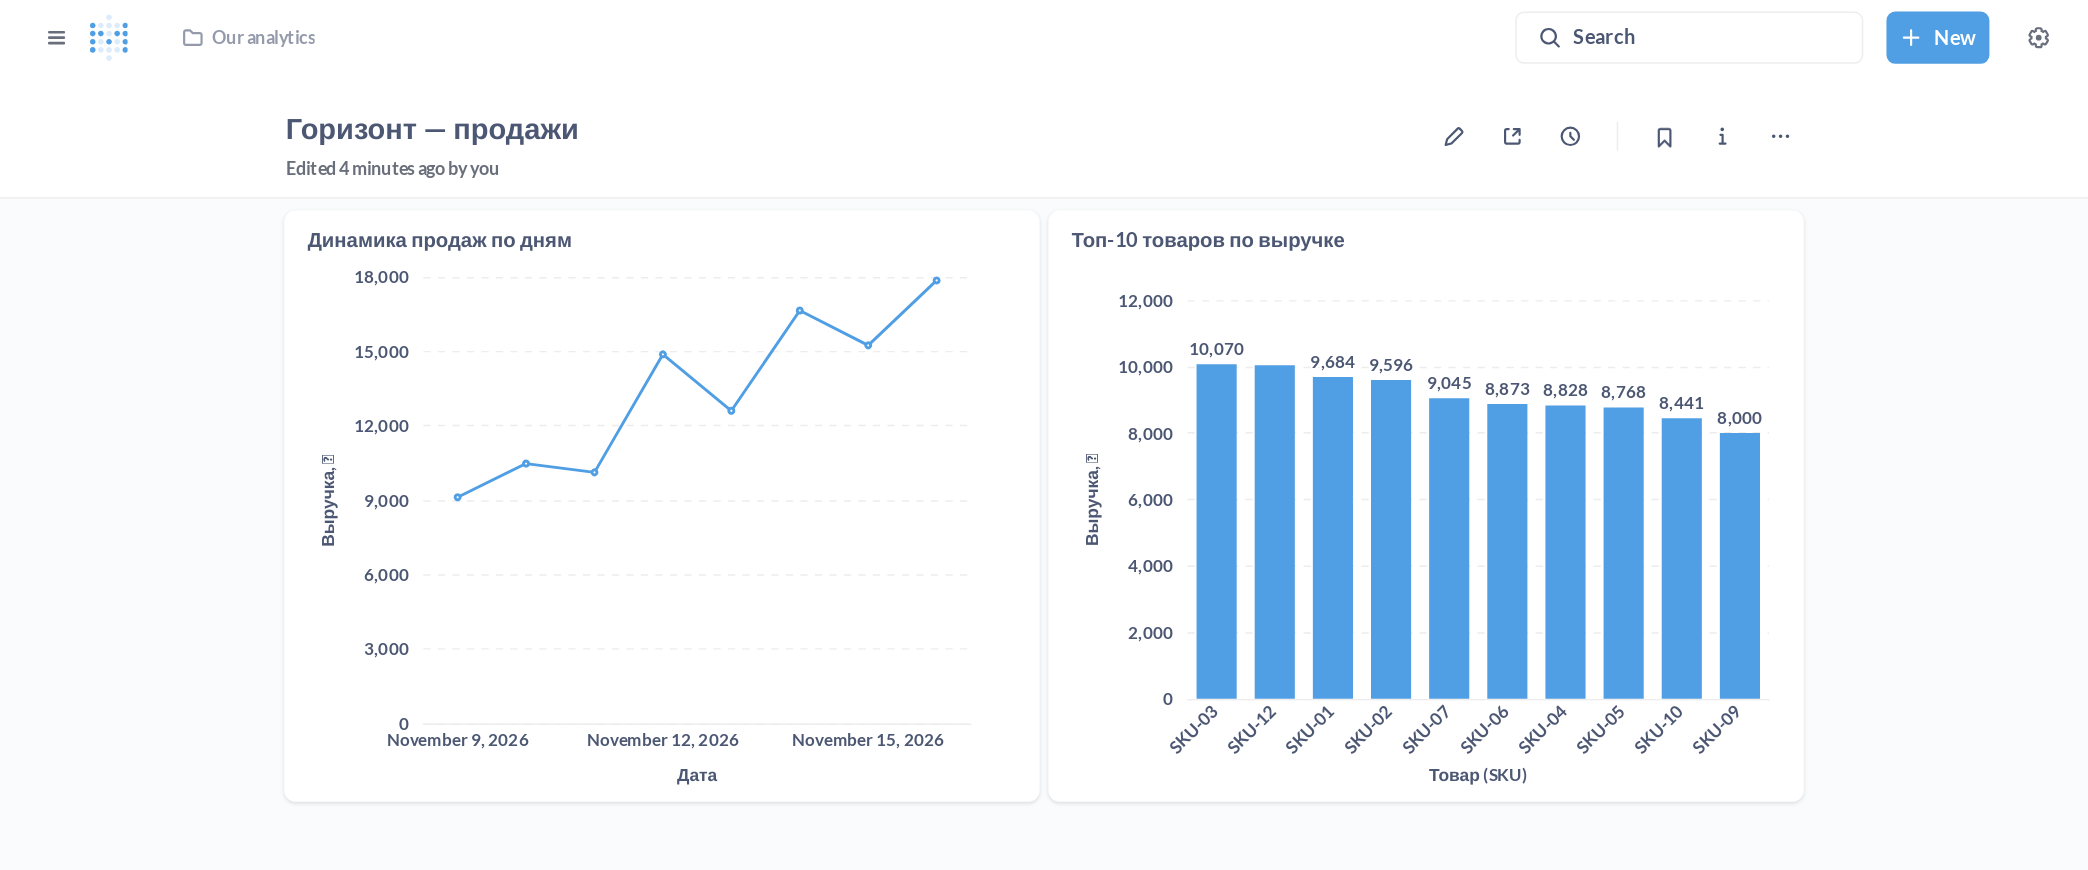 Our analytics
Search
New
Горизонт — продажи
Edited 4 minutes ago by you
Динамика продаж по дням
18,000
15,000
12,000
9,000
6,000
3,000
0
Выручка,
November 9, 2026
November 12, 2026
November 15, 2026
Дата
Топ-10 товаров по выручке
12,000
10,000
8,000
6,000
4,000
2,000
0
Выручка,
10,070
9,684
9,596
9,045
8,873
8,828
8,768
8,441
8,000
SKU-03
SKU-12
SKU-01
SKU-02
SKU-07
SKU-06
SKU-04
SKU-05
SKU-10
SKU-09
Товар (SKU)